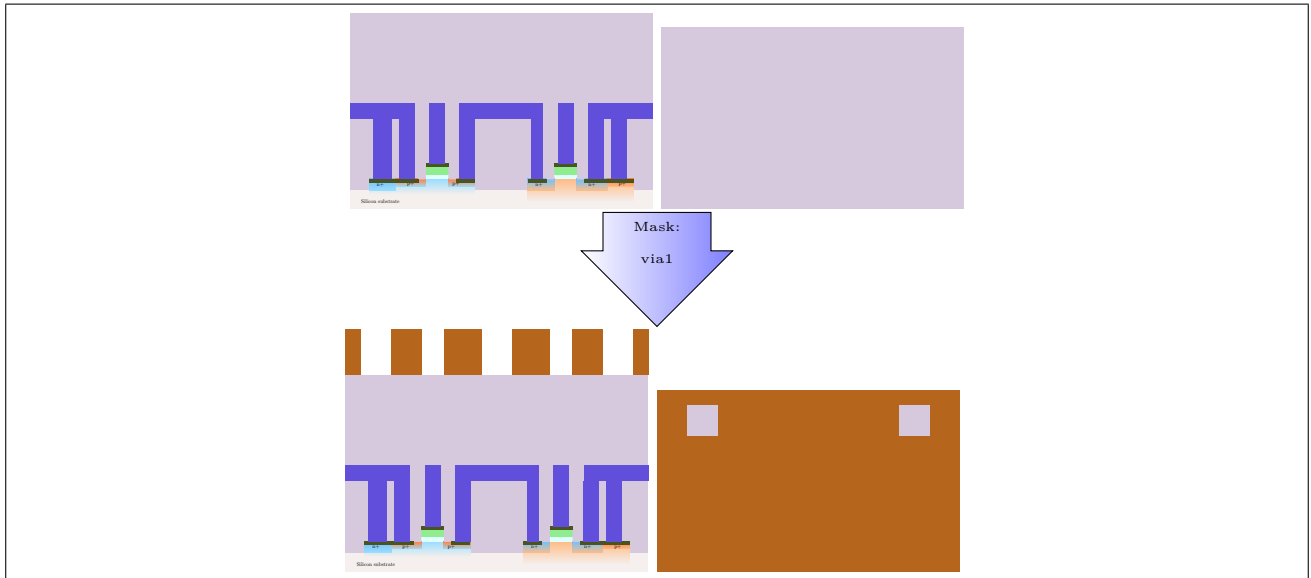 n+ p+ p+ n+ n+ p+
Silicon substrate
Mask:
via1
n+ p+ p+ n+ n+ p+
Silicon substrate